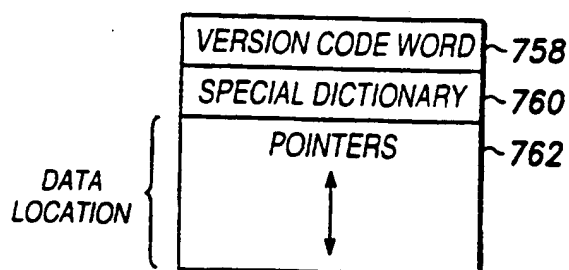 VERSION CODE WORD 758
SPECIAL DICTIONARY 760
POINTERS 762
DATA
LOCATION